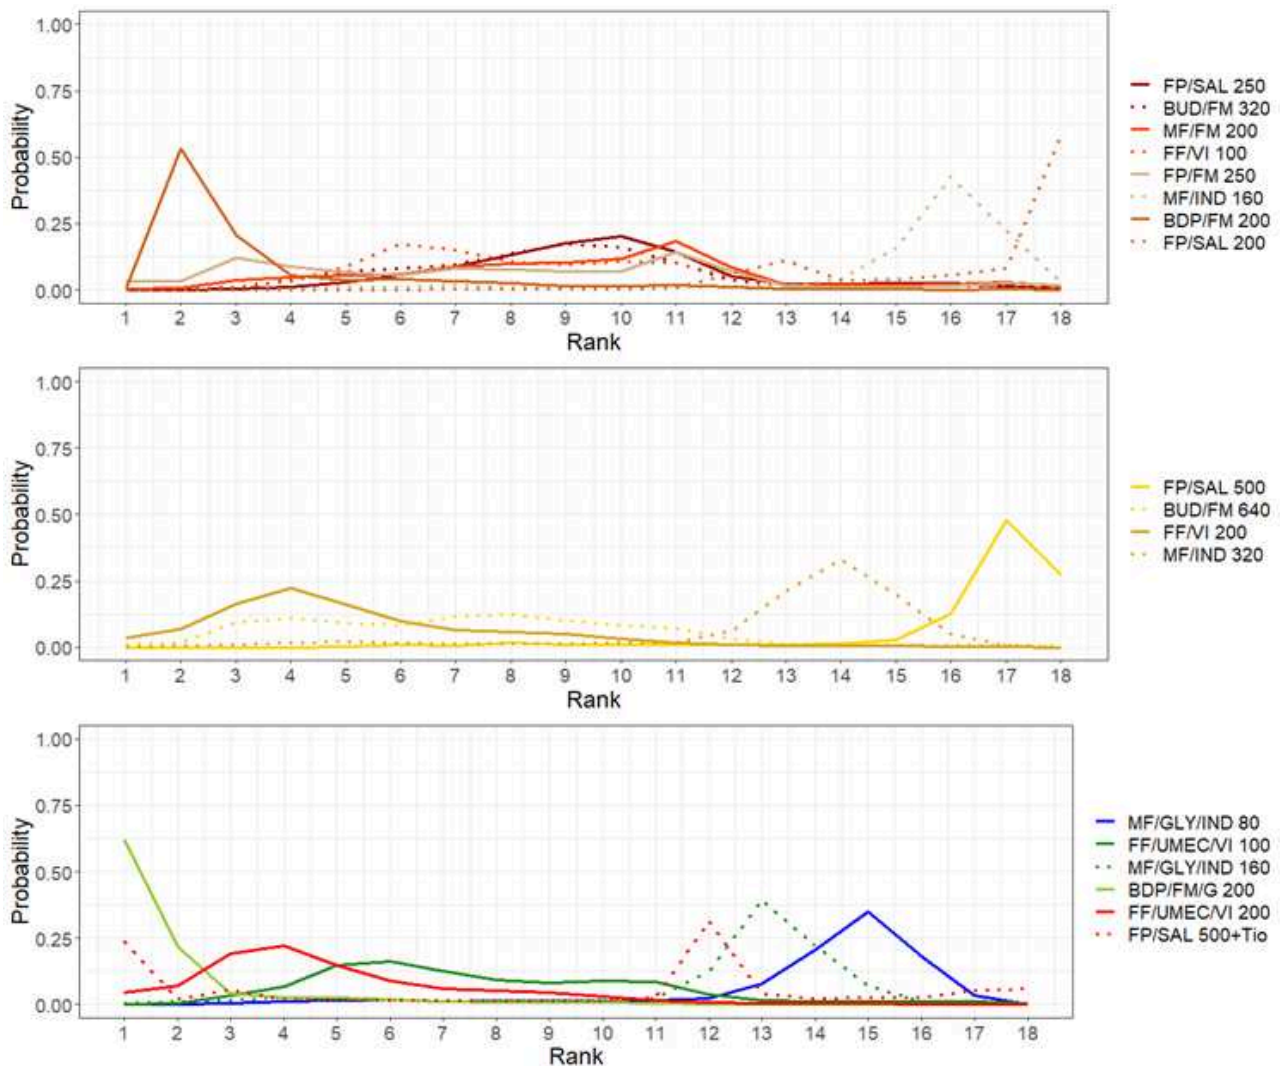 1.00
0.75
0.50
0.25
0.00
Probability
1 2 3 4 5 6 7 8 9 10 11 12 13 14 15 16 17 18
Rank
FP/SAL 250
BUD/FM 320
MF/FM 200
FF/VI 100
FP/FM 250
MF/IND 160
BDP/FM 200
FP/SAL 200
1.00
0.75
0.50
0.25
0.00
Probability
1 2 3 4 5 6 7 8 9 10 11 12 13 14 15 16 17 18
Rank
FP/SAL 500
BUD/FM 640
FF/VI 200
MF/IND 320
1.00
0.75
0.50
0.25
0.00
Probability
1 2 3 4 5 6 7 8 9 10 11 12 13 14 15 16 17 18
Rank
MF/GLY/IND 80
FF/UMEC/VI 100
MF/GLY/IND 160
BDP/FM/G 200
FF/UMEC/VI 200
FP/SAL 500+Tio